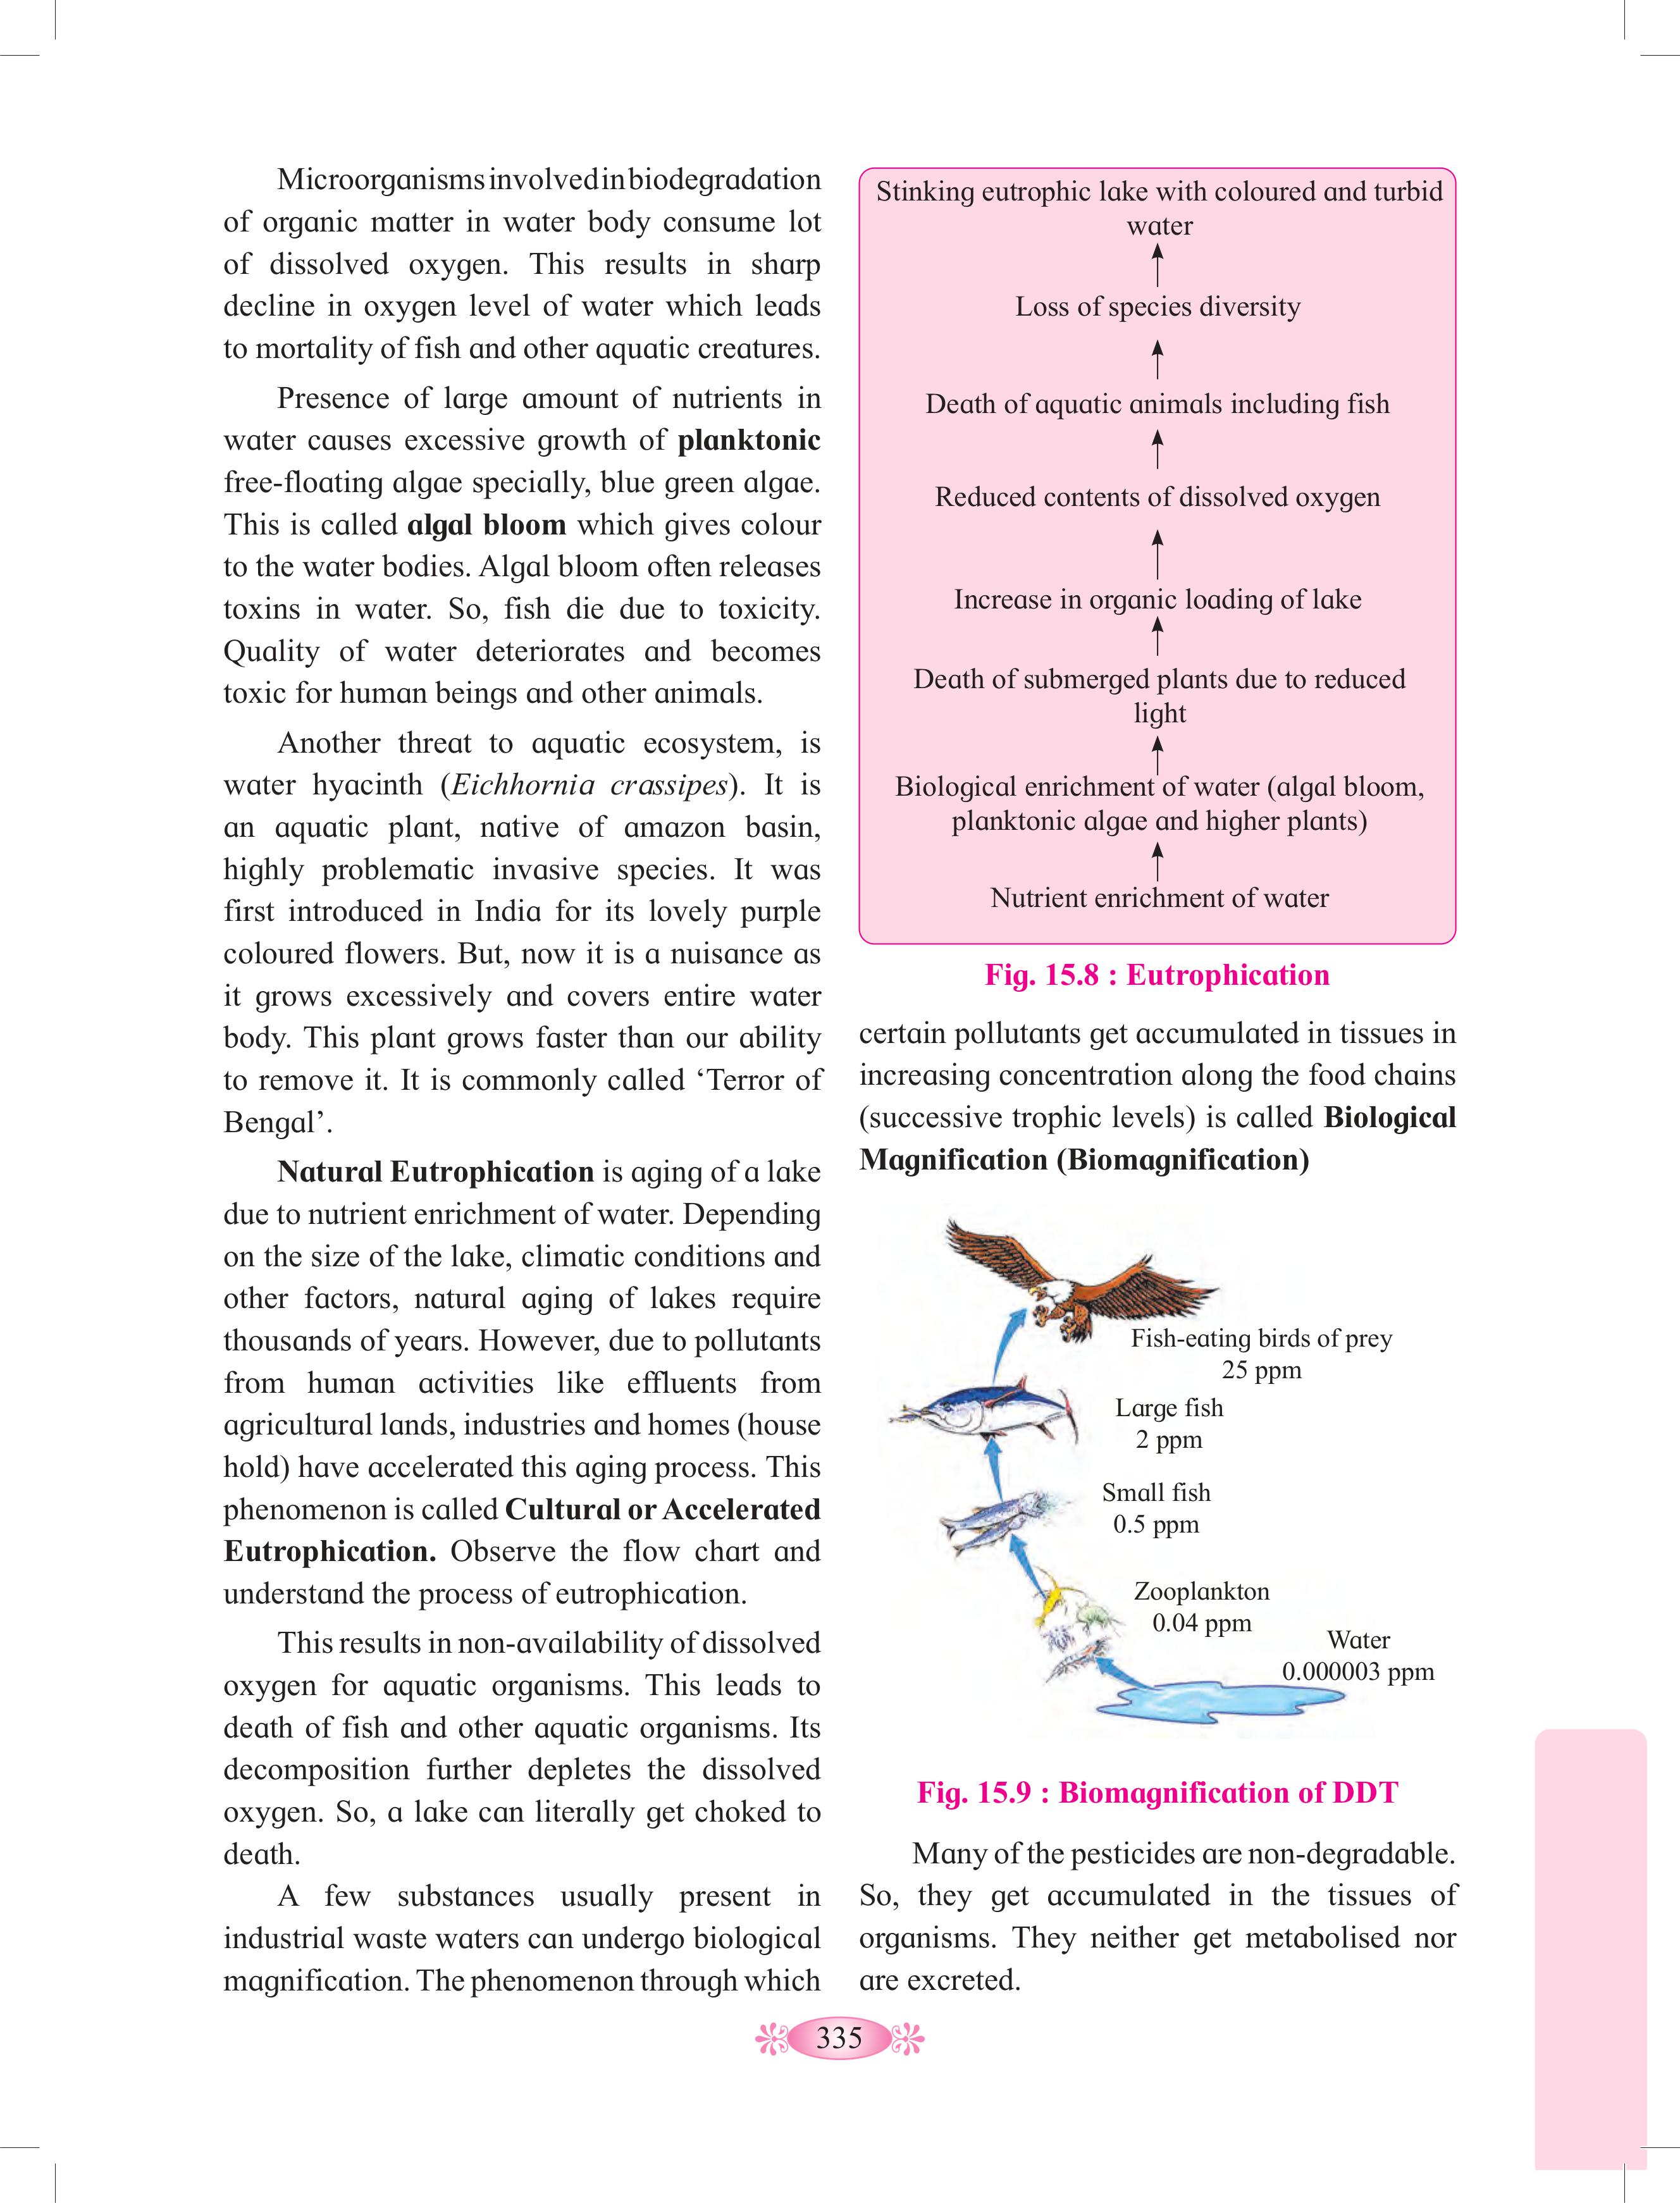 Microorganisms involved in biodegradation
of organic matter in water body consume lot
of dissolved oxygen. This results in sharp
decline in oxygen level of water which leads
to mortality of fish and other aquatic creatures.
Presence of large amount of nutrients in
water causes excessive growth of planktonic
free-floating algae specially, blue green algae.
This is called algal bloom which gives colour
to the water bodies. Algal bloom often releases
toxins in water. So, fish die due to toxicity.
Quality of water deteriorates and becomes
toxic for human beings and other animals.
Another threat to aquatic ecosystem, is
water hyacinth (Eichhornia crassipes). It is
an aquatic plant, native of amazon basin,
highly problematic invasive species. It was
first introduced in India for its lovely purple
coloured flowers. But, now it is a nuisance as
it grows excessively and covers entire water
body. This plant grows faster than our ability
to remove it. It is commonly called ‘Terror of
Bengal’.
Natural Eutrophication is aging of a lake
due to nutrient enrichment of water. Depending
on the size of the lake, climatic conditions and
other factors, natural aging of lakes require
thousands of years. However, due to pollutants
from human activities like effluents from
agricultural lands, industries and homes (house
hold) have accelerated this aging process. This
phenomenon is called Cultural or Accelerated
Eutrophication. Observe the flow chart and
understand the process of eutrophication.
This results in non-availability of dissolved
oxygen for aquatic organisms. This leads to
death of fish and other aquatic organisms. Its
decomposition further depletes the dissolved
oxygen. So, a lake can literally get choked to
death.
A few substances usually present in
industrial waste waters can undergo biological
magnification. The phenomenon through which
Stinking eutrophic lake with coloured and turbid
water
Loss of species diversity
Death of aquatic animals including fish
Reduced contents of dissolved oxygen
Increase in organic loading of lake
Death of submerged plants due to reduced
light
Biological enrichment of water (algal bloom,
planktonic algae and higher plants)
Nutrient enrichment of water
Fig. 15.8 : Eutrophication
certain pollutants get accumulated in tissues in
increasing concentration along the food chains
(successive trophic levels) is called Biological
Magnification (Biomagnification)
Fish-eating birds of prey
25 ppm
Large fish
2 ppm
Small fish
0.5 ppm
Zooplankton
0.04 ppm
Water
0.000003 ppm
Fig. 15.9 : Biomagnification of DDT
Many of the pesticides are non-degradable.
So, they get accumulated in the tissues of
organisms. They neither get metabolised nor
are excreted.
335